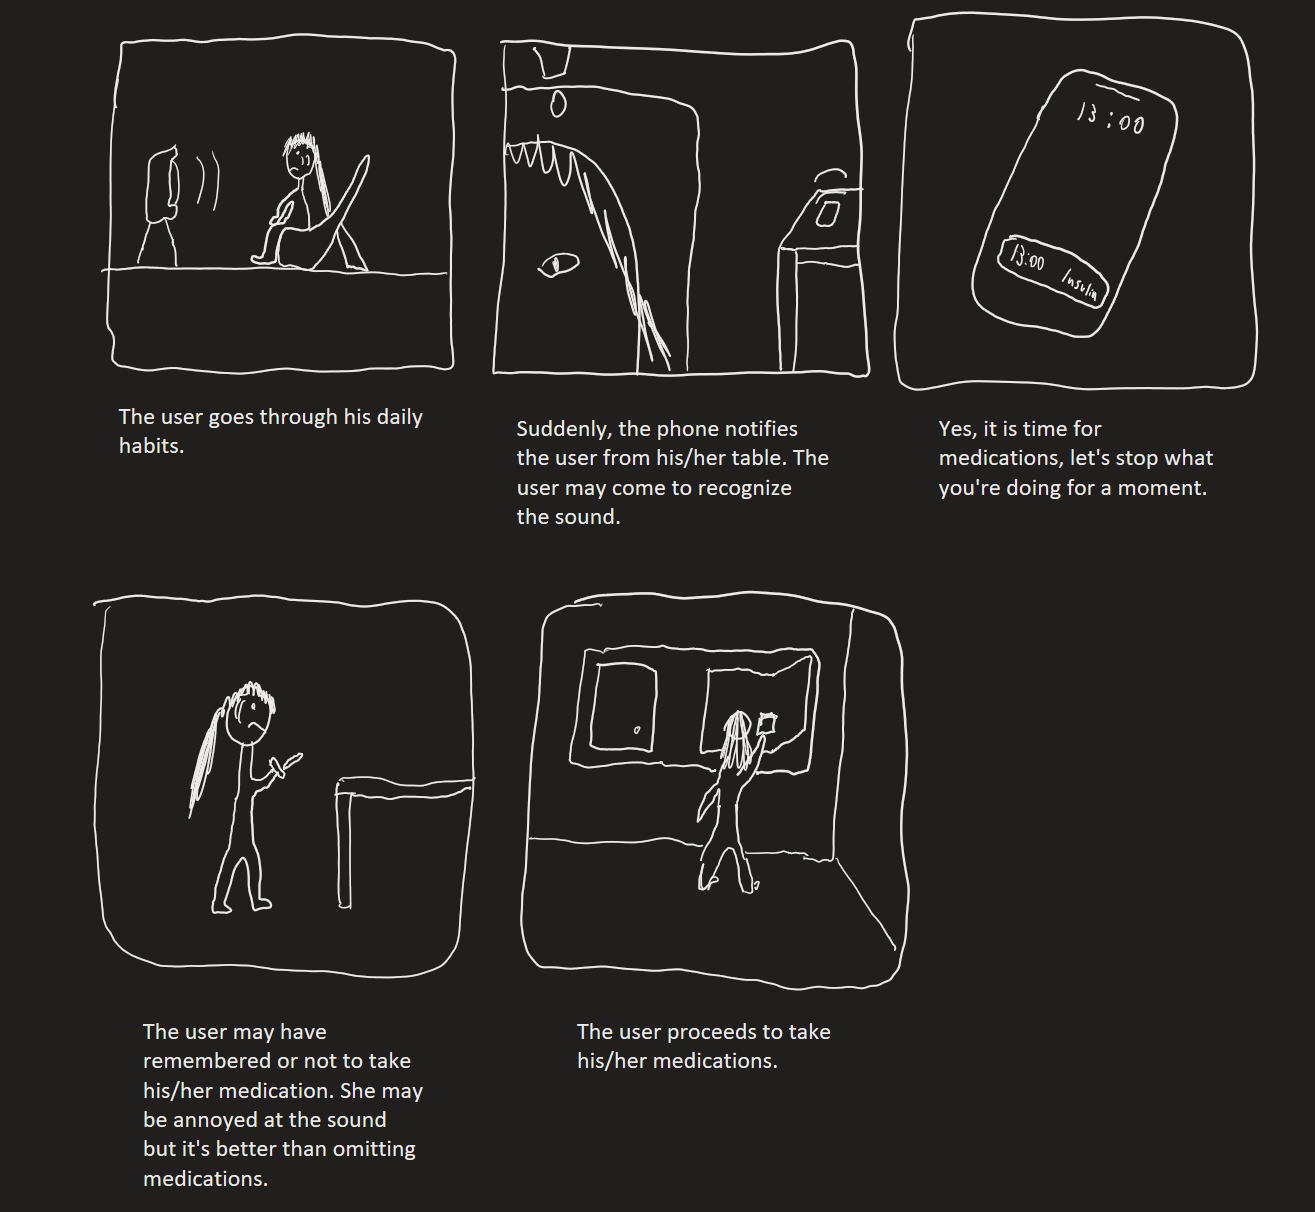 13:00
13:00 Insulin
The user goes through his daily
habits.
Suddenly, the phone notifies
the user from his/her table. The
user may come to recognize
the sound.
Yes, it is time for
medications, let's stop what
you're doing for a moment.
The user may have
remembered or not to take
his/her medication. She may
be annoyed at the sound
but it's better than omitting
medications.
The user proceeds to take
his/her medications.